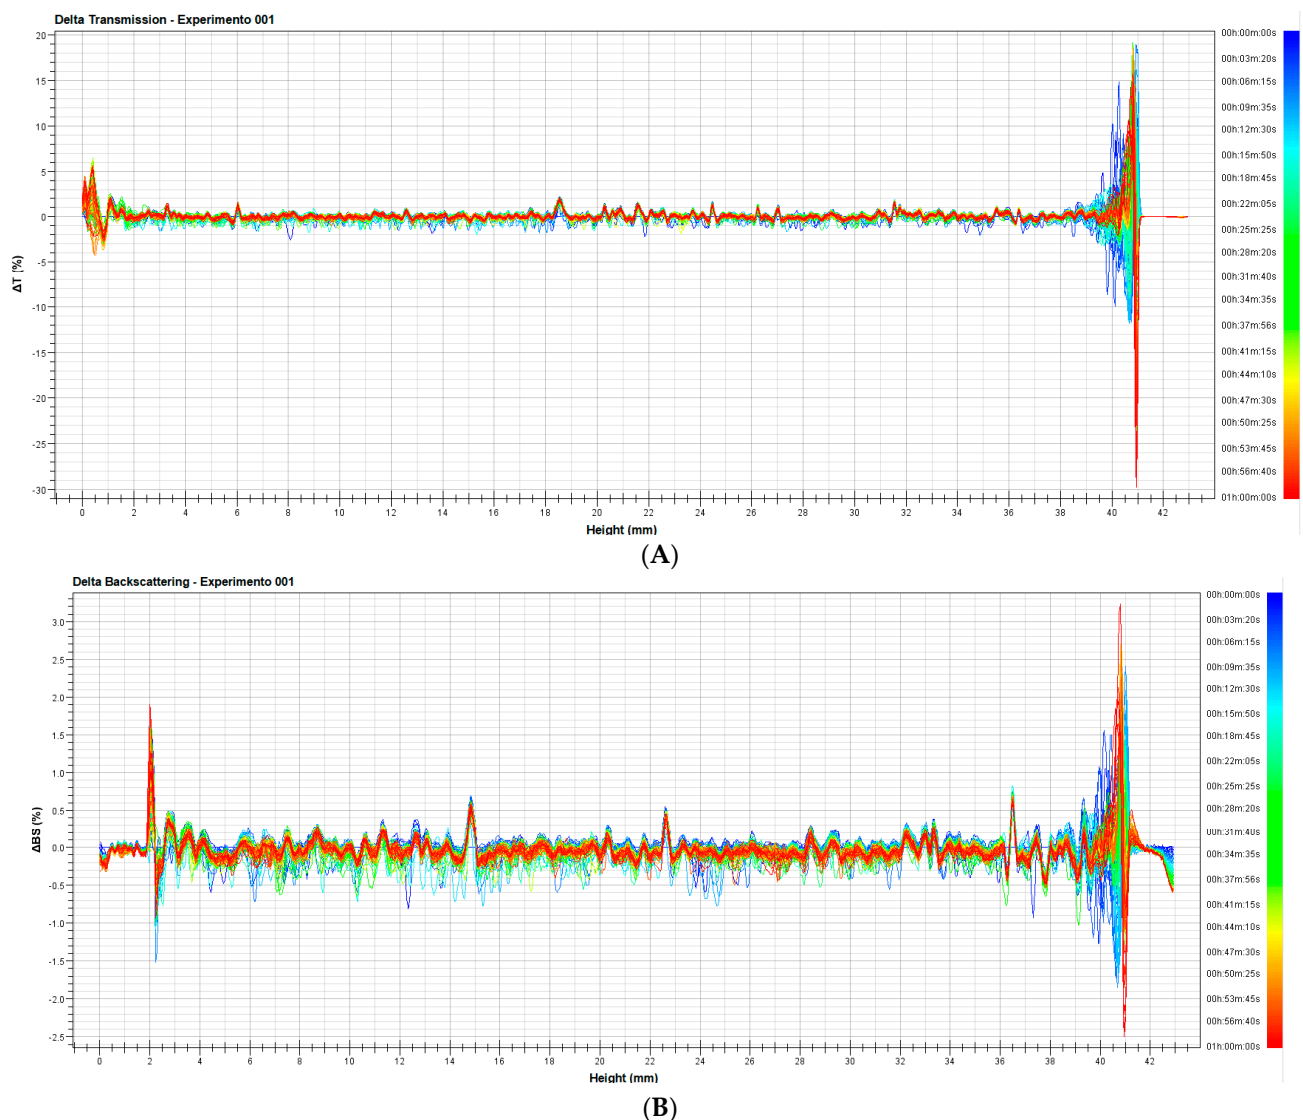 Delta Transmission - Experimento 001
20
15
10
5
0
-5
-10
-15
-20
-25
-30
ΔT (%)
0 2 4 6 8 10 12 14 16 18 20 22 24 26 28 30 32 34 36 38 40 42
Height (mm)
00h:00m:00s
00h:03m:20s
00h:06m:15s
00h:09m:35s
00h:12m:30s
00h:15m:50s
00h:18m:45s
00h:22m:05s
00h:25m:25s
00h:28m:20s
00h:31m:40s
00h:34m:35s
00h:37m:56s
00h:41m:15s
00h:44m:10s
00h:47m:30s
00h:50m:25s
00h:53m:45s
00h:56m:40s
01h:00m:00s
(A)
Delta Backscattering - Experimento 001
3.0
2.5
2.0
1.5
1.0
0.5
0.0
-0.5
-1.0
-1.5
-2.0
-2.5
ΔBS (%)
0 2 4 6 8 10 12 14 16 18 20 22 24 26 28 30 32 34 36 38 40 42
Height (mm)
00h:00m:00s
00h:03m:20s
00h:06m:15s
00h:09m:35s
00h:12m:30s
00h:15m:50s
00h:18m:45s
00h:22m:05s
00h:25m:25s
00h:28m:20s
00h:31m:40s
00h:34m:35s
00h:37m:56s
00h:41m:15s
00h:44m:10s
00h:47m:30s
00h:50m:25s
00h:53m:45s
00h:56m:40s
01h:00m:00s
(B)